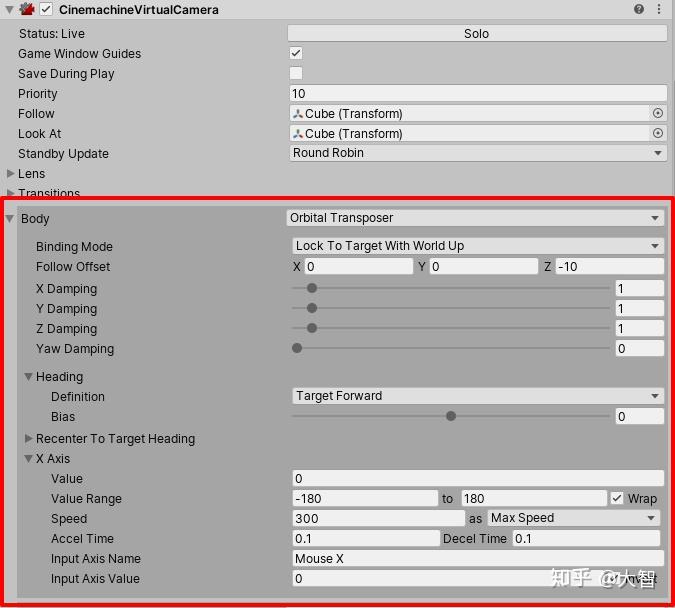 CinemachineVirtualCamera
Status: Live Solo
Game Window Guides
Save During Play
Priority 10
Follow Cube (Transform)
Look At Cube (Transform)
Standby Update Round Robin
Lens
Transitions
Body Orbital Transposer
Binding Mode Lock To Target With World Up
Follow Offset X 0 Y 0 Z -10
X Damping 1
Y Damping 1
Z Damping 1
Yaw Damping 0
Heading
Definition Target Forward
Bias 0
Recenter To Target Heading
X Axis
Value 0
Value Range -180 to 180 Wrap
Speed 300 as Max Speed
Accel Time 0.1 Decel Time 0.1
Input Axis Name Mouse X
Input Axis Value 0 Invert
知乎 @大智